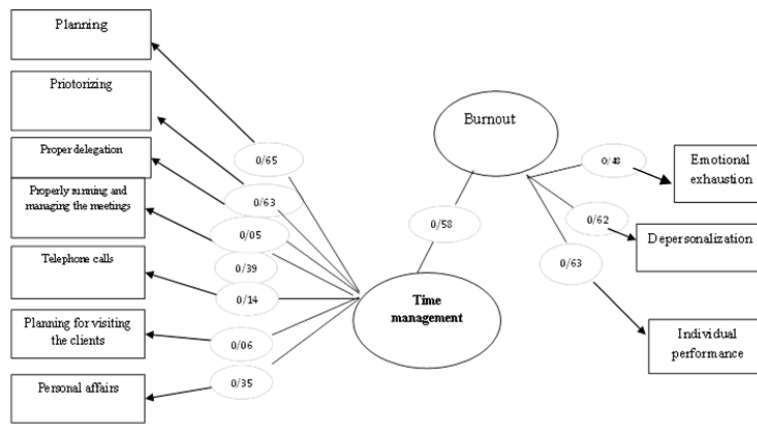 Planning
Priotorizing
Proper delegation
Properly running and
managing the meetings
Telephone calls
Planning for visiting
the clients
Personal affairs
0/65
0/63
0/05
0/39
0/14
0/06
0/35
Time
management
0/58
Burnout
0/48
0/62
0/63
Emotional
exhaustion
Depersonalization
Individual
performance